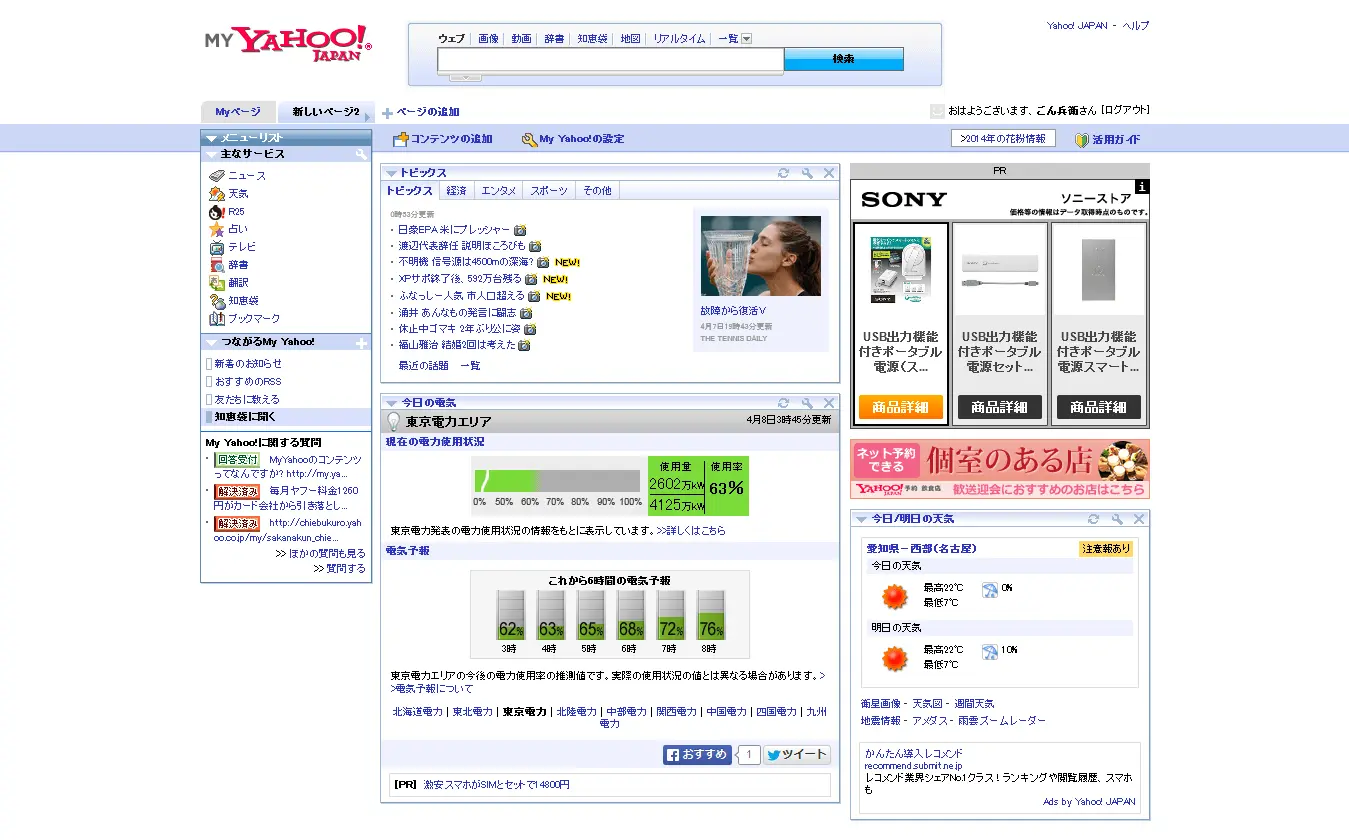 MY YAHOO! JAPAN
ウェブ 画像 動画 辞書 知恵袋 地図 リアルタイム 一覧
検索
Yahoo! JAPAN - ヘルプ
Myページ 新しいページ2 ページの追加
おはようございます、ごん兵衛さん [ログアウト]
コンテンツの追加 My Yahoo!の設定
>2014年の花粉情報 活用ガイド
メニューリスト
主なサービス
ニュース
天気
R25
占い
テレビ
辞書
翻訳
知恵袋
ブックマーク
つながるMy Yahoo!
新着のお知らせ
おすすめのRSS
友だちに教える
知恵袋に聞く
My Yahoo!に関する質問
・ 回答受付 MyYahooのコンテンツ
ってなんですか? http://my.ya...
・ 解決済み 毎月ヤフー料金1260
円がカード会社から引き落とし...
・ 解決済み http://chiebukuro.yah
oo.co.jp/my/sakanakun_chie...
>> ほかの質問も見る
>> 質問する
トピックス
トピックス 経済 エンタメ スポーツ その他
0時33分更新
・ 日豪EPA 米にプレッシャー
・ 渡辺代表辞任 説明ほころびも
・ 不明機 信号源は4500mの深海? NEW!
・ XPサポ終了後、592万台残る NEW!
・ ふなっしー人気 市人口超える NEW!
・ 涌井 あんなもの発言に闘志
・ 休止中ゴマキ 2年ぶり公に姿
・ 福山雅治 結婚2回は考えた
最近の話題 一覧
故障から復活V
4月7日19時43分更新
THE TENNIS DAILY
今日の電気
東京電力エリア 4月8日3時45分更新
現在の電力使用状況
0% 50% 60% 70% 80% 90% 100%
使用量 使用率
2602万kW
63%
4125万kW
東京電力発表の電力使用状況の情報をもとに表示しています。>>詳しくはこちら
電気予報
これから6時間の電気予報
62% 63% 65% 68% 72% 76%
3時 4時 5時 6時 7時 8時
東京電力エリアの今後の電力使用率の推測値です。実際の使用状況の値とは異なる場合があります。>
>電気予報について
北海道電力 | 東北電力 | 東京電力 | 北陸電力 | 中部電力 | 関西電力 | 中国電力 | 四国電力 | 九州
電力
おすすめ 1 ツイート
[PR] 激安スマホがSIMとセットで14800円
PR
SONY ソニーストア
価格等の情報はデータ取得時点のものです。
USB出力機能
付きポータブル
電源(ス...
商品詳細
USB出力機能
付きポータブル
電源セット...
商品詳細
USB出力機能
付きポータブル
電源スマート...
商品詳細
ネット予約
できる
個室のある店
YAHOO!予約 飲食店 歓送迎会におすすめのお店はこちら
今日/明日の天気
愛知県-西部(名古屋) 注意報あり
今日の天気
最高22℃ 0%
最低7℃
明日の天気
最高22℃ 10%
最低7℃
衛星画像 - 天気図 - 週間天気
地震情報 - アメダス - 雨雲ズームレーダー
かんたん導入レコメンド
recommend.submit.ne.jp
レコメンド業界シェアNo.1クラス!ランキングや閲覧履歴、スマホ
も
Ads by Yahoo! JAPAN